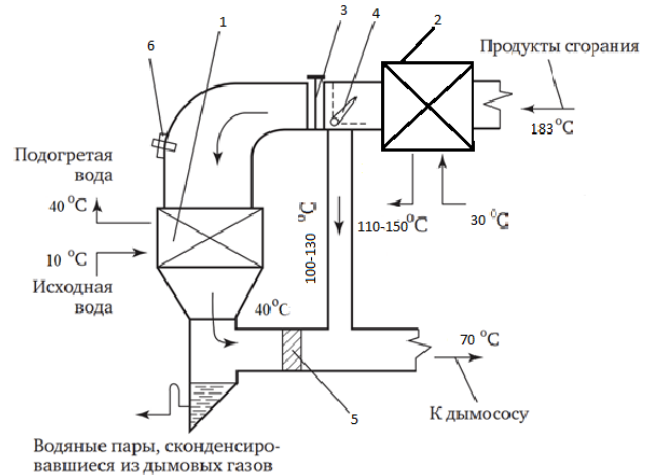 1
2
3
4
6
Продукты сгорания
183°C
Подогретая
вода
40 °C
10 °C
Исходная
вода
100-130 °C
110-150°C
30 °C
40°C
70 °C
5
К дымососу
Водяные пары, сконденсиро-
вавшиеся из дымовых газов